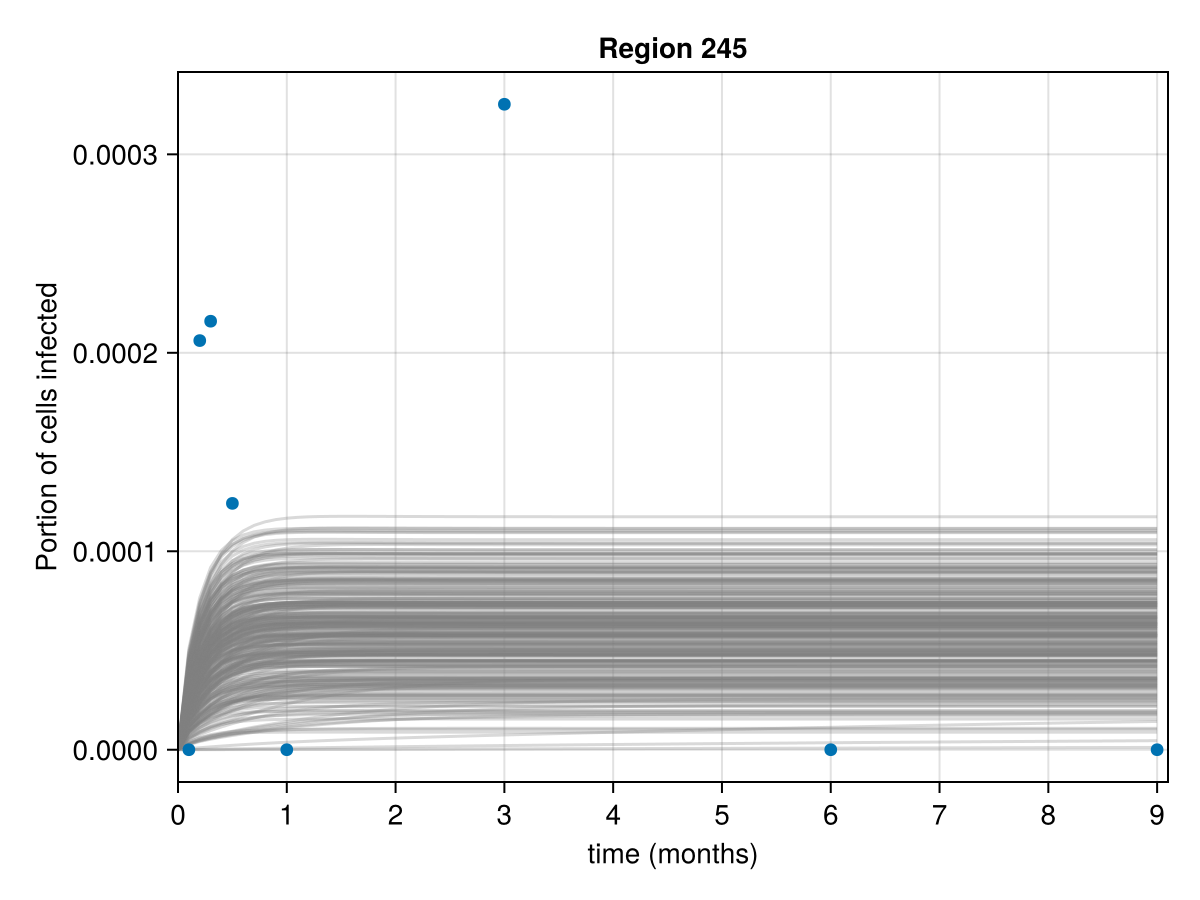 Region 245
Portion of cells infected
0.0003
0.0002
0.0001
0.0000
0 1 2 3 4 5 6 7 8 9
time (months)